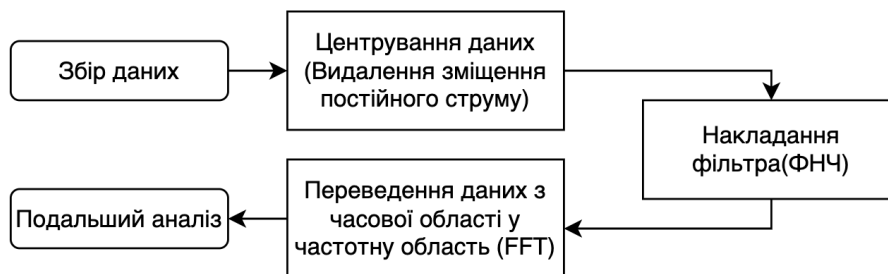 Збір даних
Центрування даних
(Видалення зміщення
постійного струму)
Накладання
фільтра(ФНЧ)
Переведення даних з
часової області у
частотну область (FFT)
Подальший аналіз